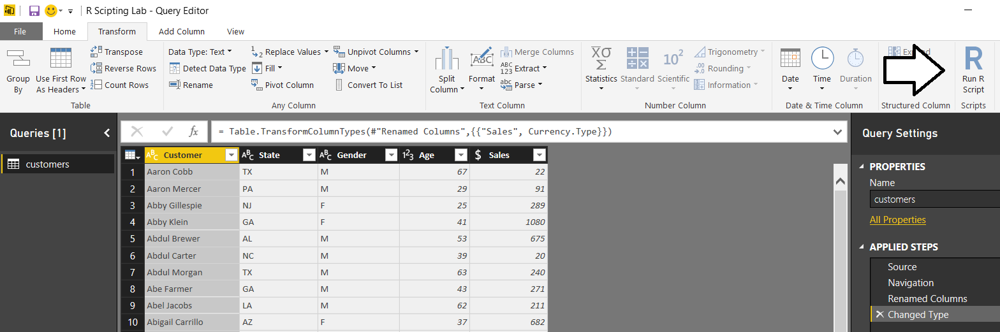 R Scipting Lab - Query Editor
File Home Transform Add Column View
Group By
Use First Row As Headers
Transpose
Reverse Rows
Count Rows
Table
Data Type: Text
Detect Data Type
Rename
Replace Values
Fill
Pivot Column
Unpivot Columns
Move
Convert To List
Any Column
Split Column
Format
Merge Columns
Extract
Parse
Text Column
Statistics
Standard
Scientific
Trigonometry
Rounding
Information
Number Column
Date
Time
Duration
Date & Time Column
Structured Column
Run R Script
Scripts
Queries [1]
customers
= Table.TransformColumnTypes(#"Renamed Columns",{{"Sales", Currency.Type}})
Customer State Gender Age Sales
1 Aaron Cobb TX M 67 22
2 Aaron Mercer PA M 29 91
3 Abby Gillespie NJ F 25 289
4 Abby Klein GA F 41 1080
5 Abdul Brewer AL M 53 675
6 Abdul Carter NC M 39 20
7 Abdul Morgan TX M 63 240
8 Abe Farmer GA M 43 271
9 Abel Jacobs LA M 62 211
10 Abigail Carrillo AZ F 37 682
Query Settings
PROPERTIES
Name
customers
All Properties
APPLIED STEPS
Source
Navigation
Renamed Columns
Changed Type